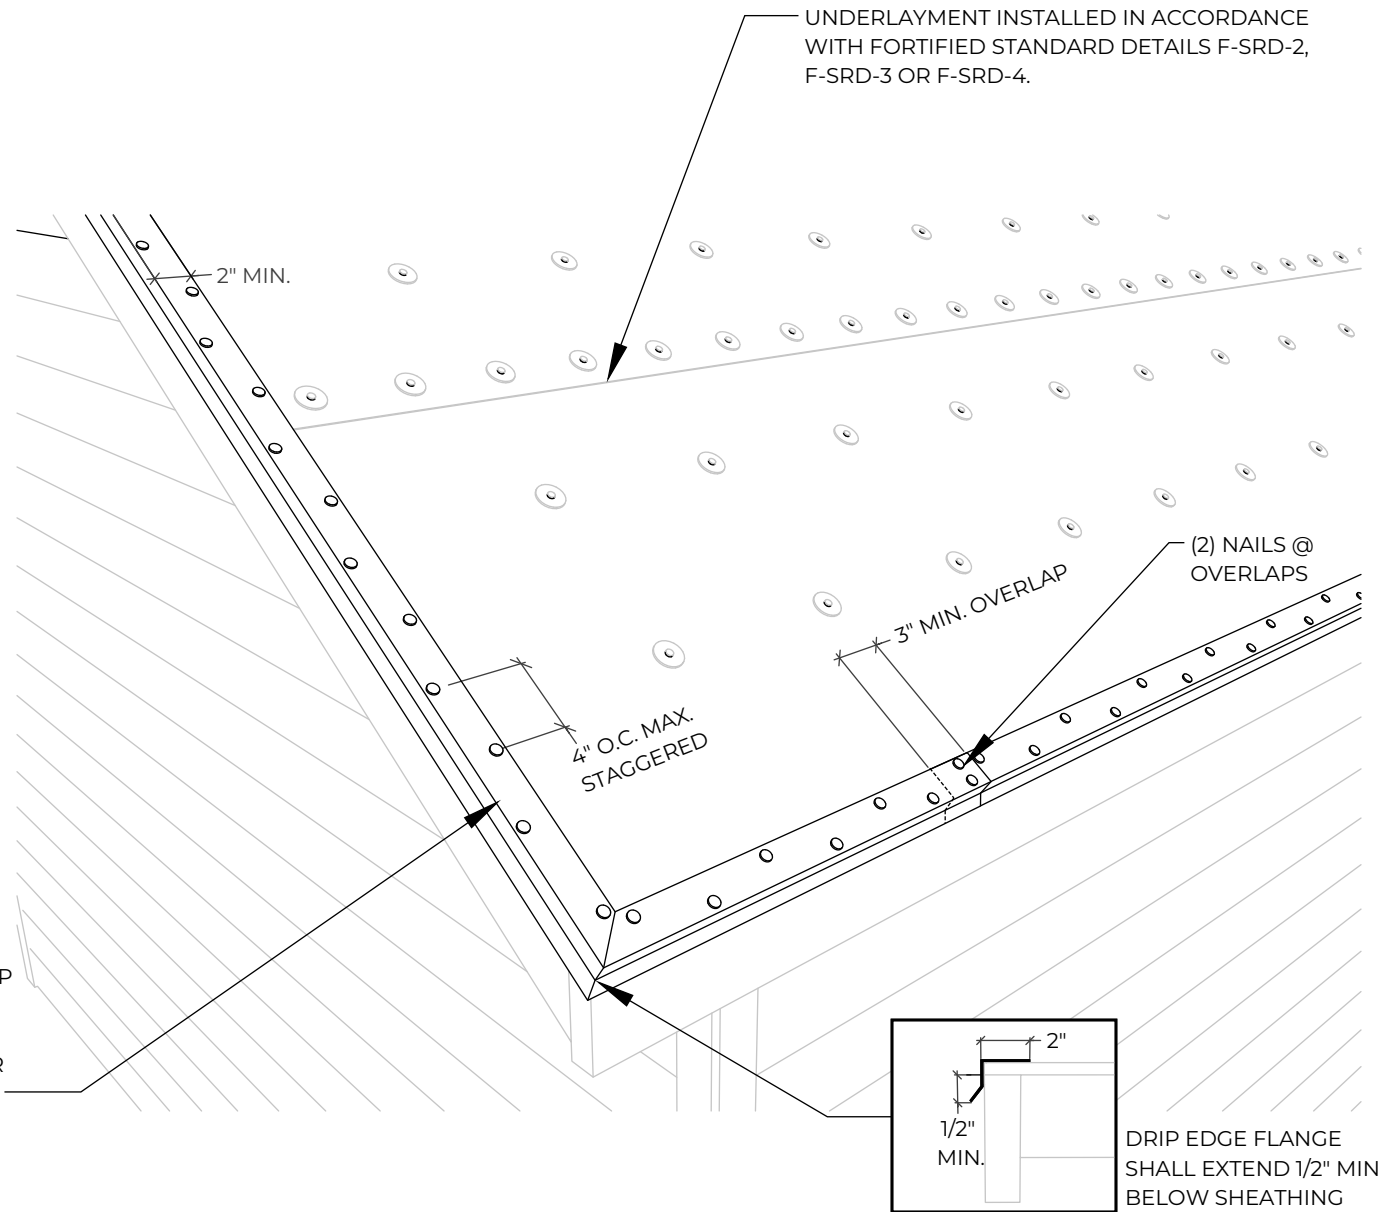 UNDERLAYMENT INSTALLED IN ACCORDANCE
WITH FORTIFIED STANDARD DETAILS F-SRD-2,
F-SRD-3 OR F-SRD-4.
2" MIN.
(2) NAILS @
OVERLAPS
3" MIN. OVERLAP
4" O.C. MAX.
STAGGERED
P
R
2"
1/2"
MIN.
DRIP EDGE FLANGE
SHALL EXTEND 1/2" MIN
BELOW SHEATHING